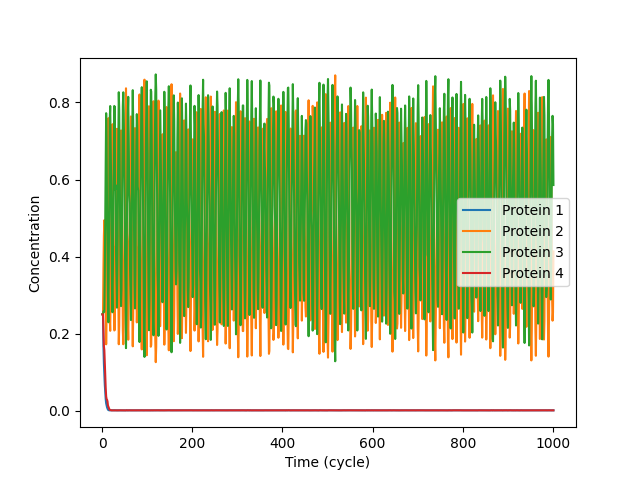 Concentration
0.8
0.6
0.4
0.2
0.0
Protein 1
Protein 2
Protein 3
Protein 4
0 200 400 600 800 1000
Time (cycle)